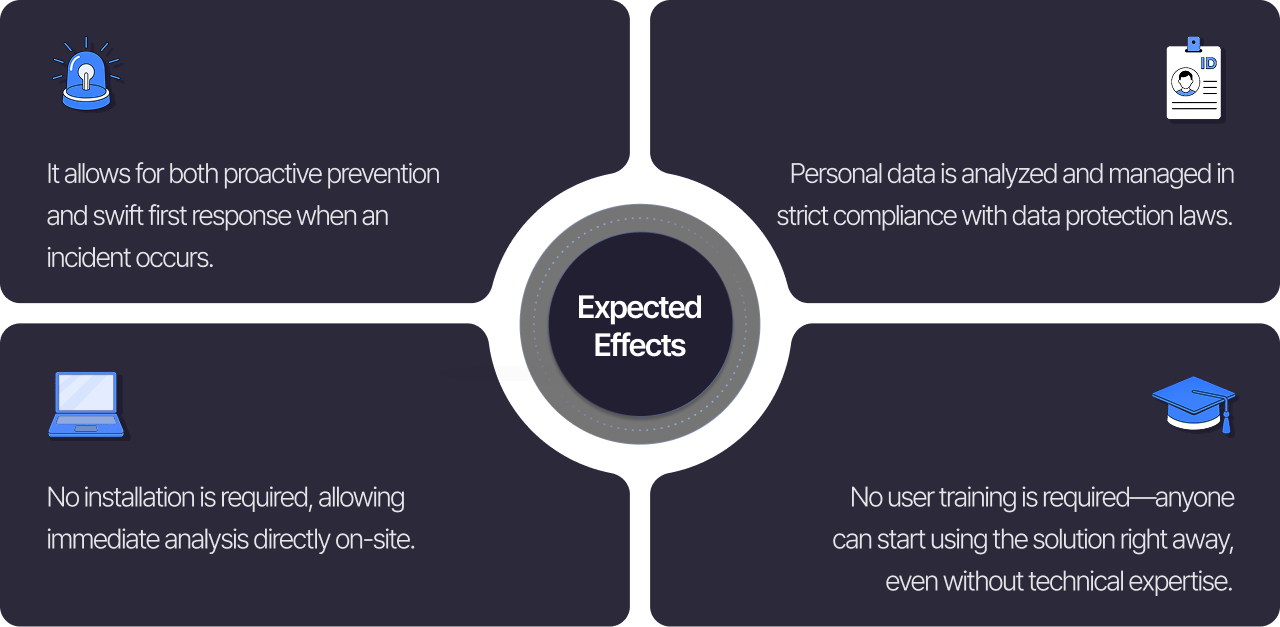 It allows for both proactive prevention
and swift first response when an
incident occurs.
ID
Personal data is analyzed and managed in
strict compliance with data protection laws.
Expected
Effects
No installation is required, allowing
immediate analysis directly on-site.
No user training is required—anyone
can start using the solution right away,
even without technical expertise.